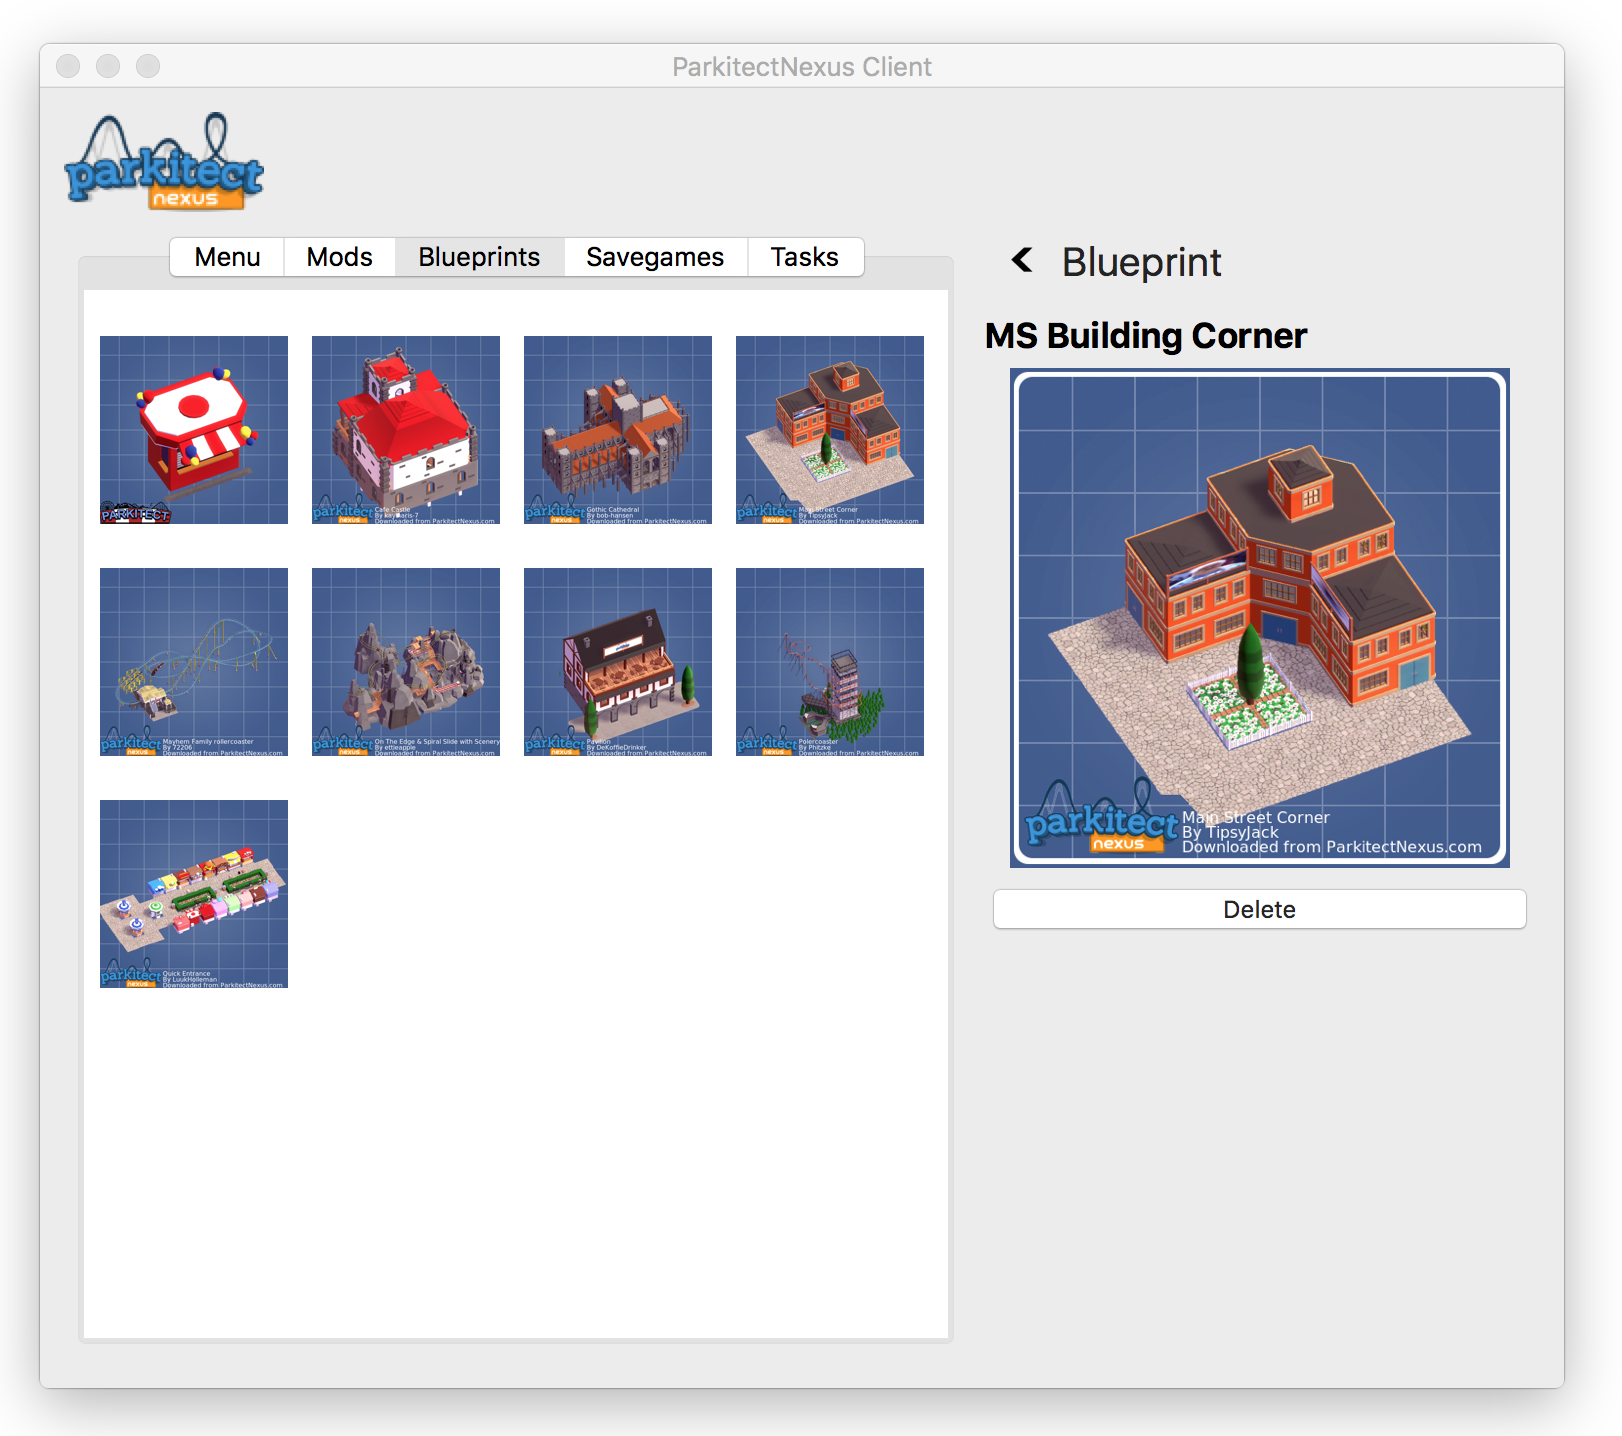 ParkitectNexus Client
parkitect
nexus
Menu Mods Blueprints Savegames Tasks
Blueprint
MS Building Corner
PARKITECT
parkitect
nexus
Cafe Castle
Downloaded from ParkitectNexus.com
parkitect
nexus
Gothic Cathedral
By bob-hansen
Downloaded from ParkitectNexus.com
parkitect
nexus
Main Street Corner
By TipsyJack
Downloaded from ParkitectNexus.com
parkitect
nexus
Mayhem Family rollercoaster
By 72206
Downloaded from ParkitectNexus.com
parkitect
nexus
On The Edge & Spiral Slide with Scenery
By ettieapple
Downloaded from ParkitectNexus.com
parkitect
nexus
Pavilion
By DeKoffieDrinker
Downloaded from ParkitectNexus.com
parkitect
nexus
Polercoaster
By Phitzke
Downloaded from ParkitectNexus.com
parkitect
nexus
Quick Entrance
By LuukHelleman
Downloaded from ParkitectNexus.com
parkitect
nexus
Main Street Corner
By TipsyJack
Downloaded from ParkitectNexus.com
Delete